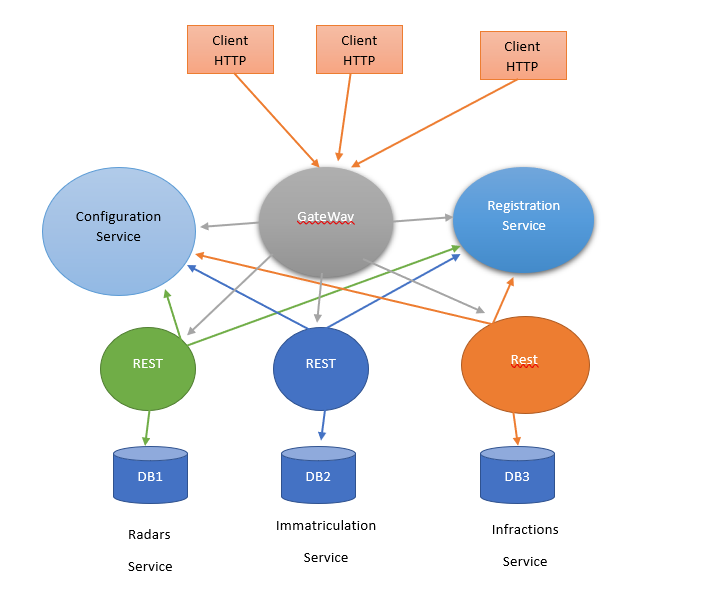 Client
HTTP
Client
HTTP
Client
HTTP
Configuration
Service
GateWay
Registration
Service
REST
REST
Rest
DB1
DB2
DB3
Radars
Service
Immatriculation
Service
Infractions
Service